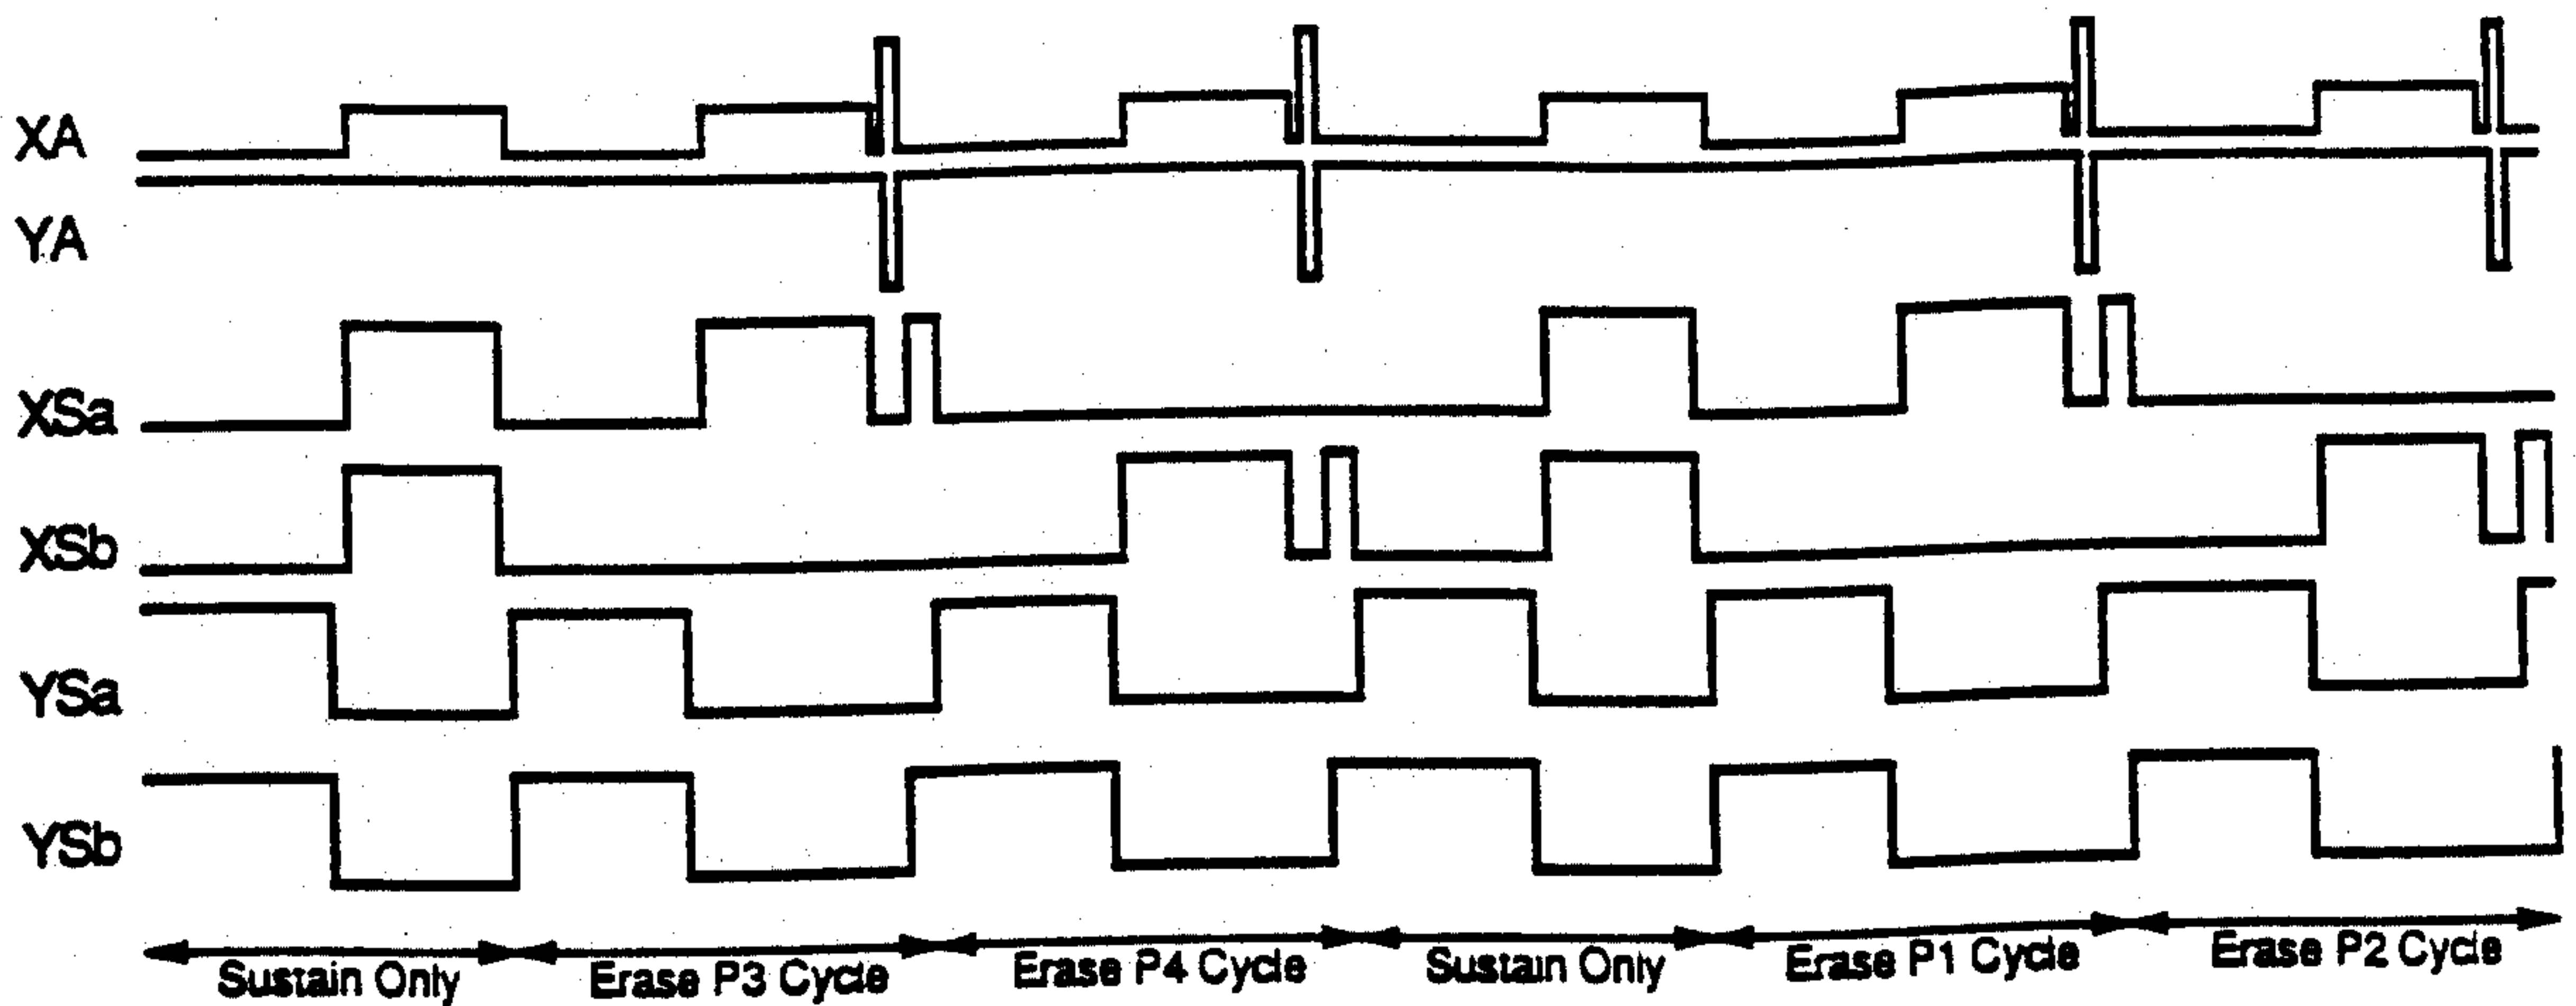 XA
YA
XSa
XSb
YSa
YSb
Sustain Only
Erase P3 Cycle
Erase P4 Cycle
Sustain Only
Erase P1 Cycle
Erase P2 Cycle